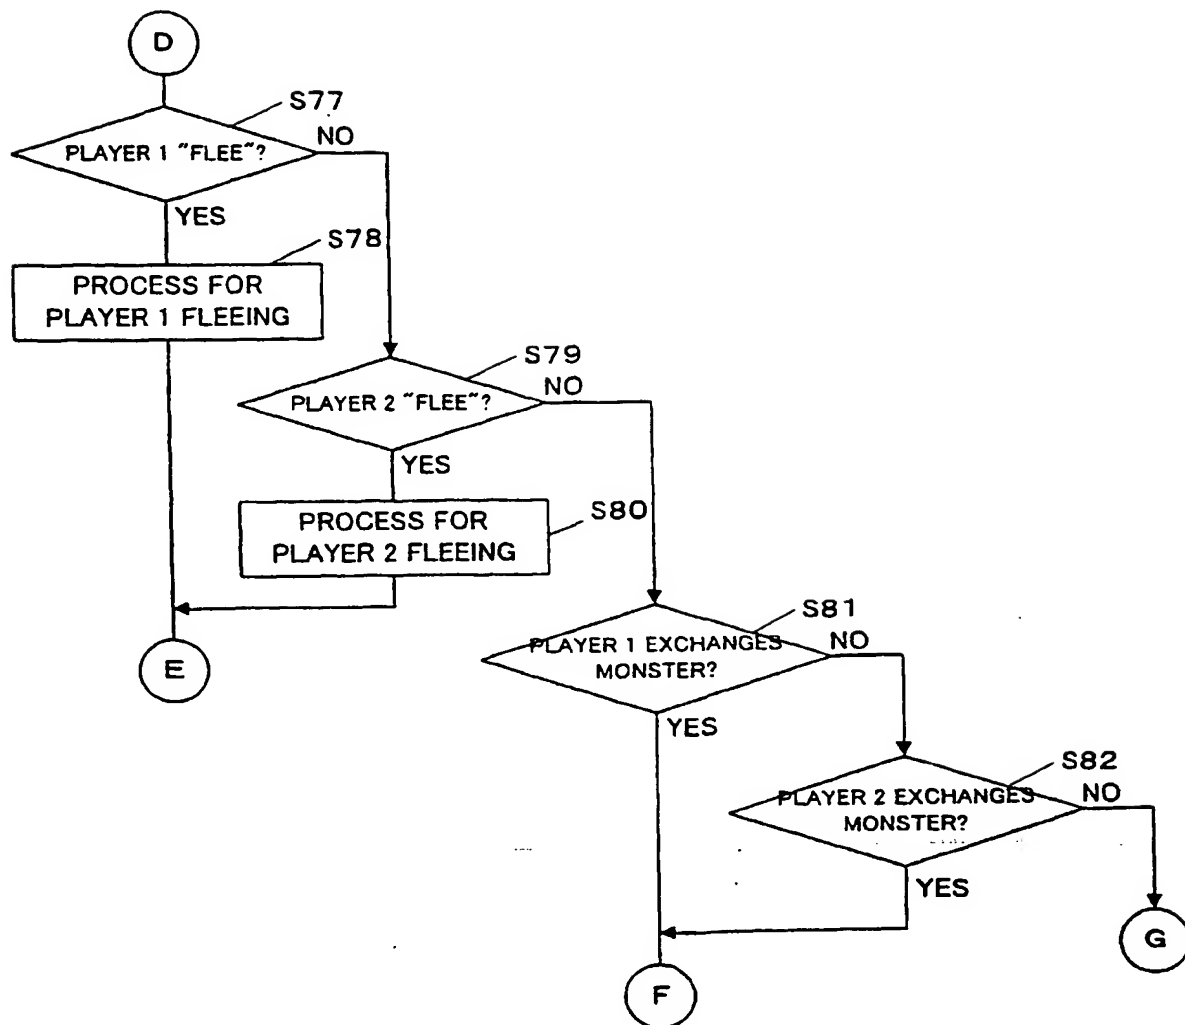 D
S77
PLAYER 1 "FLEE"?
NO
YES
S78
PROCESS FOR
PLAYER 1 FLEEING
S79
PLAYER 2 "FLEE"?
NO
YES
S80
PROCESS FOR
PLAYER 2 FLEEING
E
S81
PLAYER 1 EXCHANGES
MONSTER?
NO
YES
S82
PLAYER 2 EXCHANGES
MONSTER?
NO
YES
G
F